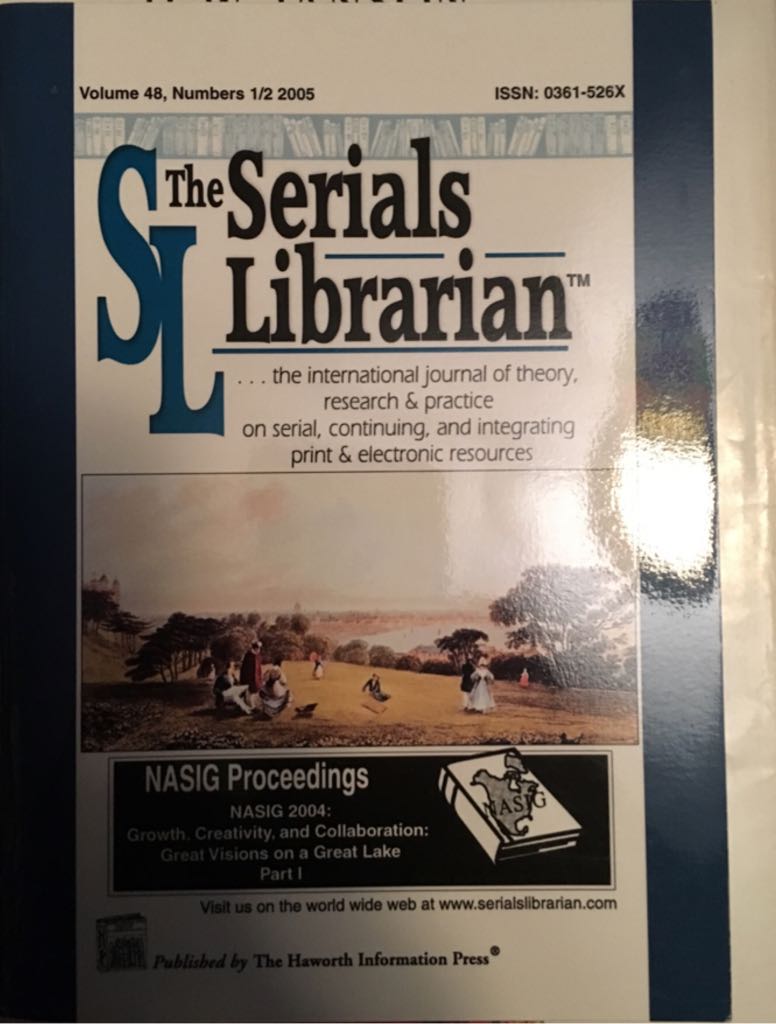 Volume 48, Numbers 1/2 2005
ISSN: 0361-526X
SL
The Serials
Librarian™
. . . the international journal of theory,
research & practice
on serial, continuing, and integrating
print & electronic resources
NASIG Proceedings
NASIG 2004:
Growth, Creativity, and Collaboration:
Great Visions on a Great Lake
Part I
NASIG
Visit us on the world wide web at www.serialslibrarian.com
Published by The Haworth Information Press®